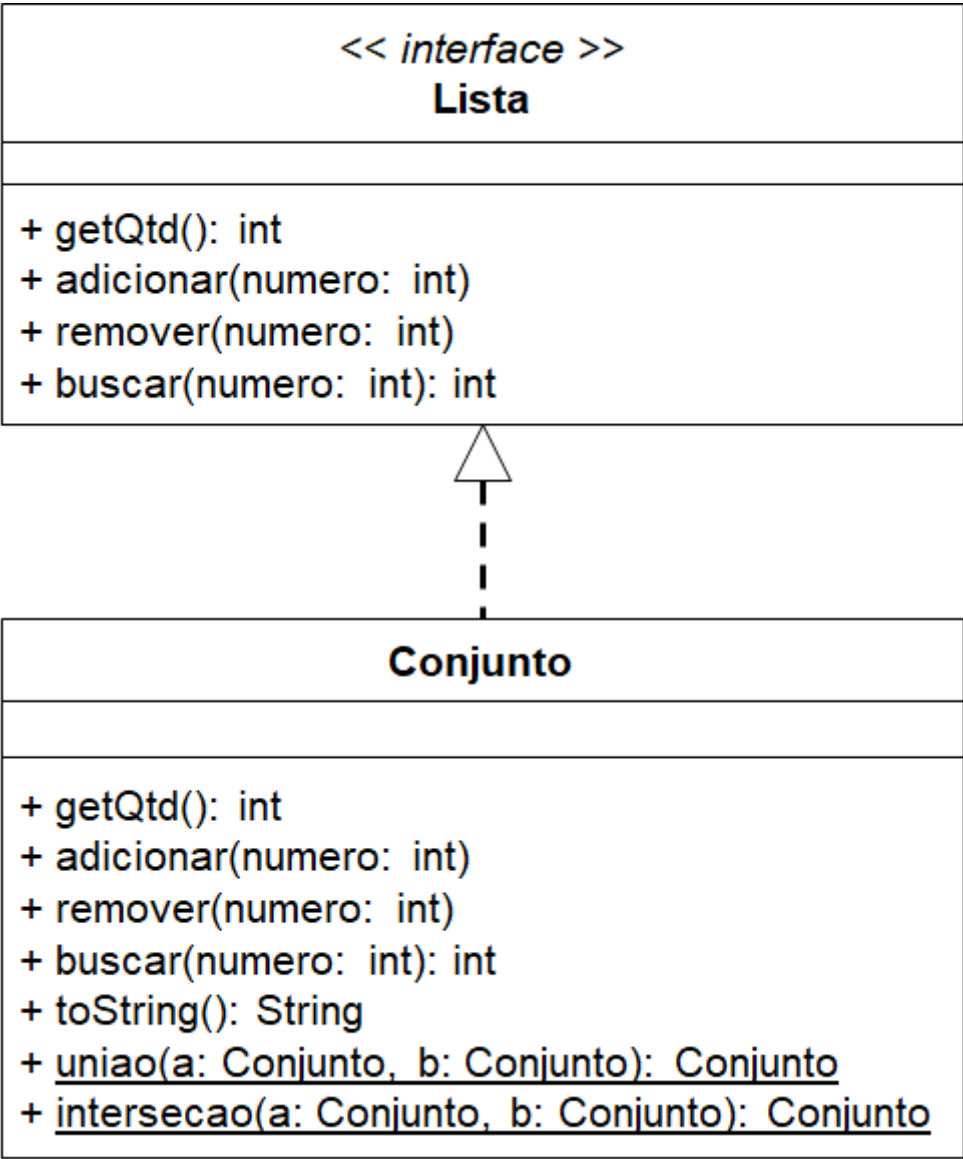 << interface >>
Lista
+ getQtd(): int
+ adicionar(numero: int)
+ remover(numero: int)
+ buscar(numero: int): int
Conjunto
+ getQtd(): int
+ adicionar(numero: int)
+ remover(numero: int)
+ buscar(numero: int): int
+ toString(): String
+ uniao(a: Conjunto, b: Conjunto): Conjunto
+ intersecao(a: Conjunto, b: Conjunto): Conjunto